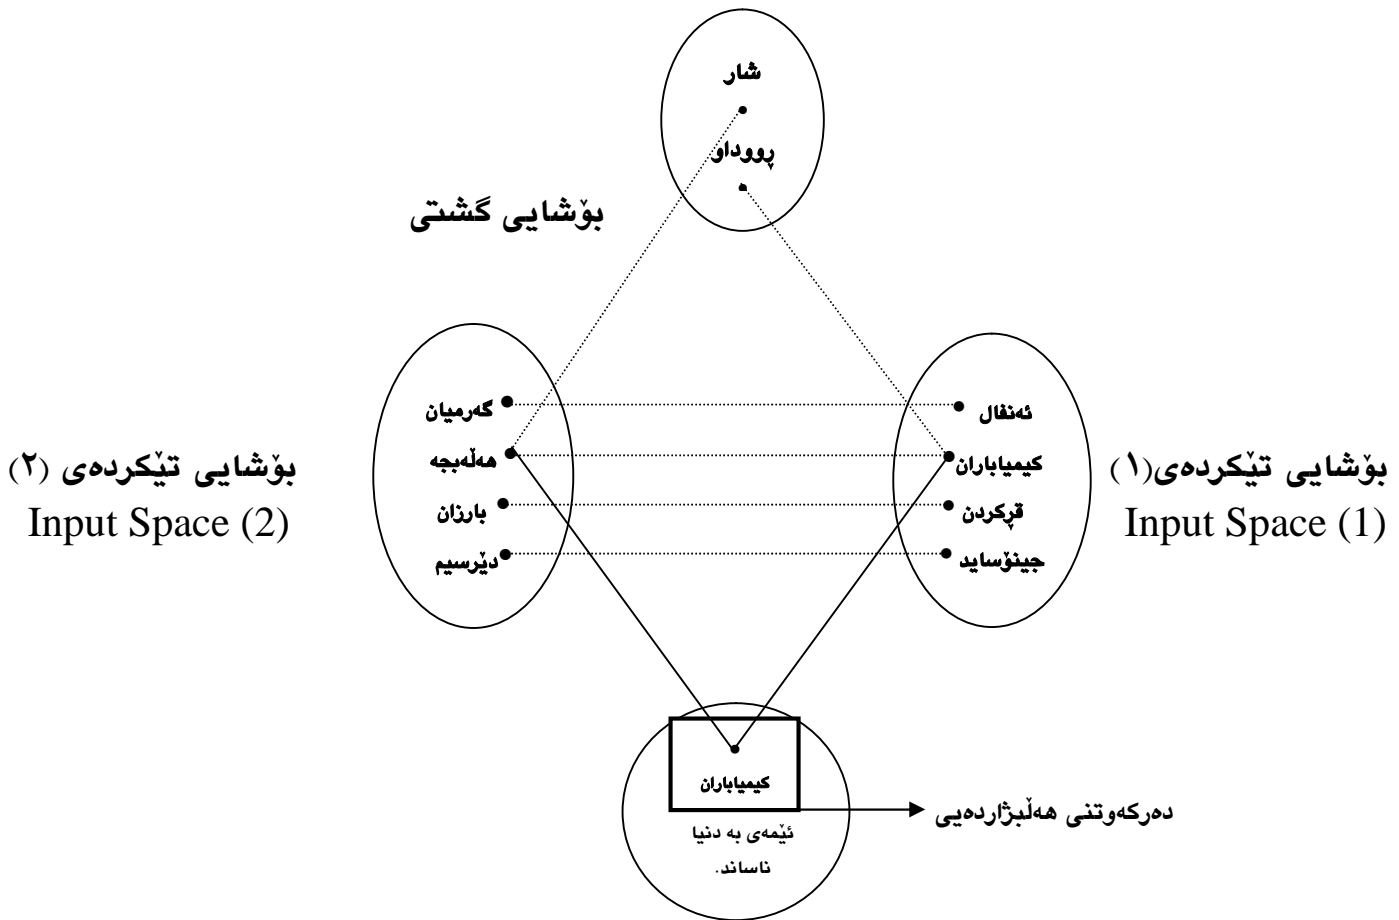 شار
ڕووداو
بۆشایی گشتی
ئەنفال
کیمیاباران
قڕکردن
جینۆساید
بۆشایی تێکردەی(١)
Input Space (1)
گەرمیان
هەڵەبجە
بارزان
دێرسیم
بۆشایی تێکردەی (٢)
Input Space (2)
کیمیاباران
ئێمەی بە دنیا
ناساند.
دەرکەوتنی هەڵبژاردەیی